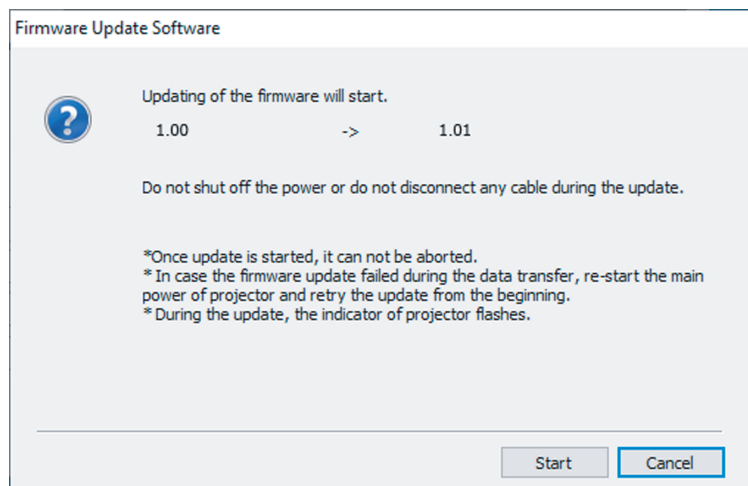 Firmware Update Software
Updating of the firmware will start.
1.00 -> 1.01
Do not shut off the power or do not disconnect any cable during the update.
*Once update is started, it can not be aborted.
* In case the firmware update failed during the data transfer, re-start the main
power of projector and retry the update from the beginning.
* During the update, the indicator of projector flashes.
Start Cancel